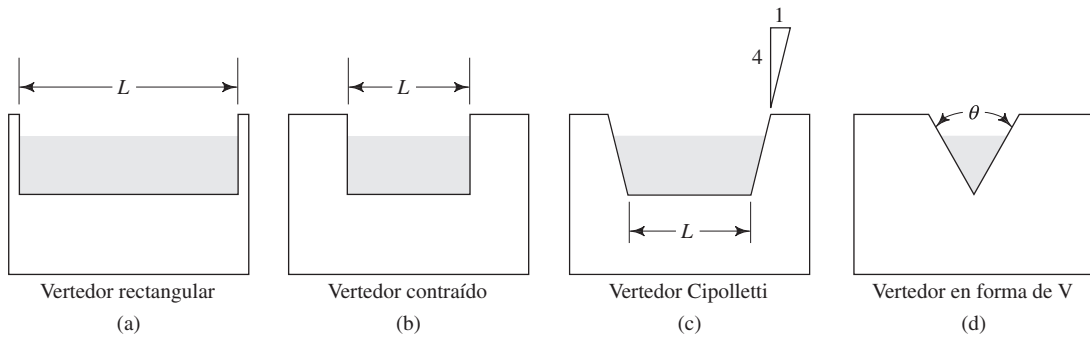 1
4
L
L
θ
L
Vertedor rectangular
Vertedor contraído
Vertedor Cipolletti
Vertedor en forma de V
(a)
(b)
(c)
(d)